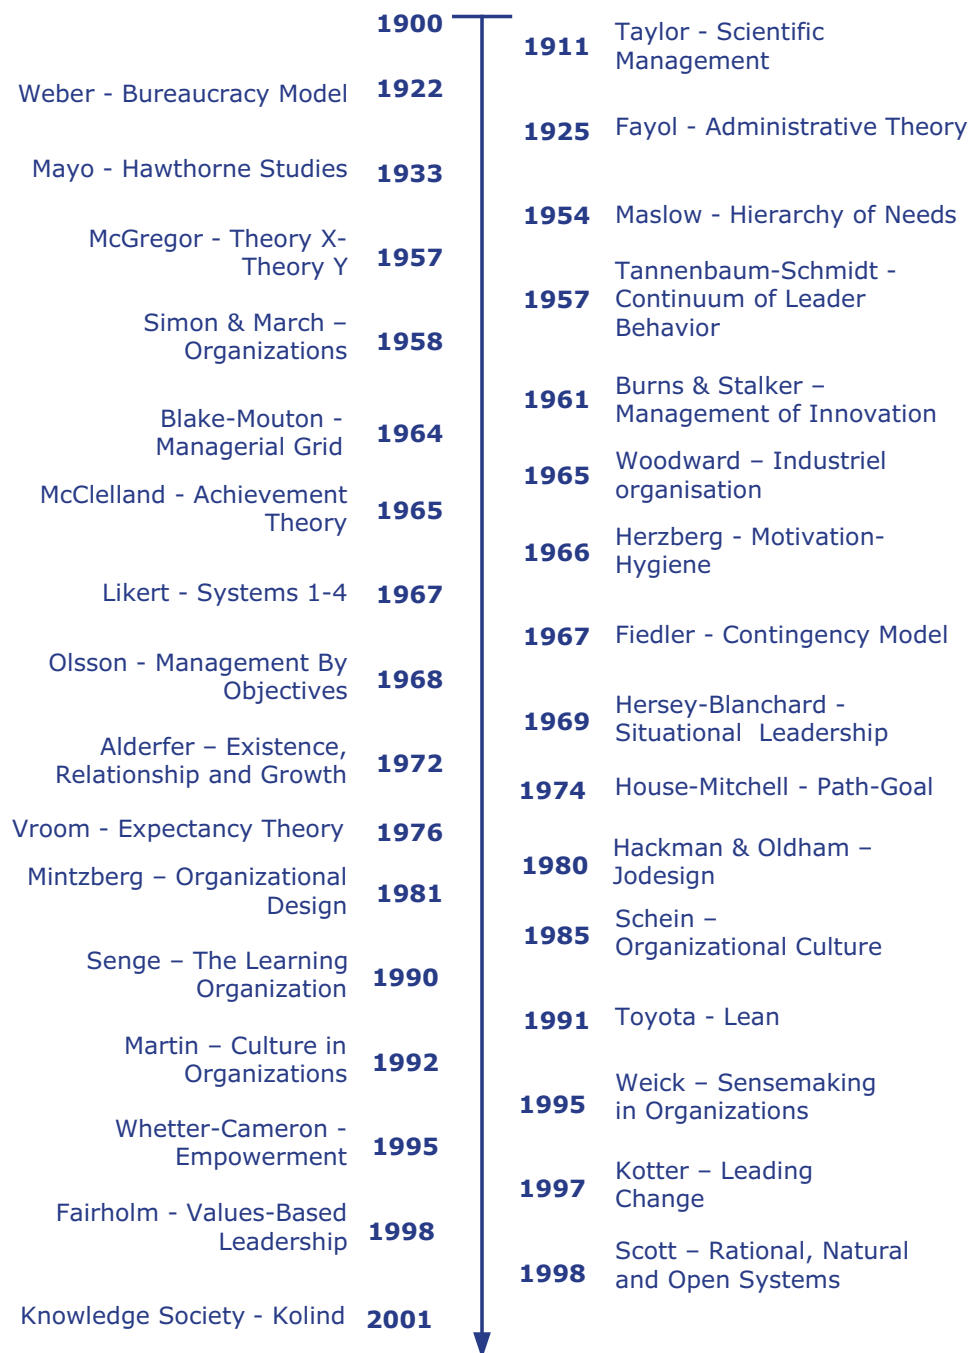 1900
1911 Taylor - Scientific
Management
Weber - Bureaucracy Model 1922
1925 Fayol - Administrative Theory
Mayo - Hawthorne Studies 1933
1954 Maslow - Hierarchy of Needs
McGregor - Theory X-
Theory Y 1957
Tannenbaum-Schmidt -
1957 Continuum of Leader
Behavior
Simon & March –
Organizations 1958
Burns & Stalker –
1961 Management of Innovation
Blake-Mouton -
Managerial Grid 1964
Woodward – Industriel
1965 organisation
McClelland - Achievement
Theory 1965
Herzberg - Motivation-
1966 Hygiene
Likert - Systems 1-4 1967
1967 Fiedler - Contingency Model
Olsson - Management By
Objectives 1968
Hersey-Blanchard -
1969 Situational  Leadership
Alderfer – Existence,
Relationship and Growth 1972
1974 House-Mitchell - Path-Goal
Vroom - Expectancy Theory 1976
Hackman & Oldham –
1980 Jodesign
Mintzberg – Organizational
Design 1981
Schein –
1985 Organizational Culture
Senge – The Learning
Organization 1990
1991 Toyota - Lean
Martin – Culture in
Organizations 1992
Weick – Sensemaking
1995 in Organizations
Whetter-Cameron -
Empowerment 1995
Kotter – Leading
1997 Change
Fairholm - Values-Based
Leadership 1998
Scott – Rational, Natural
1998 and Open Systems
Knowledge Society - Kolind 2001